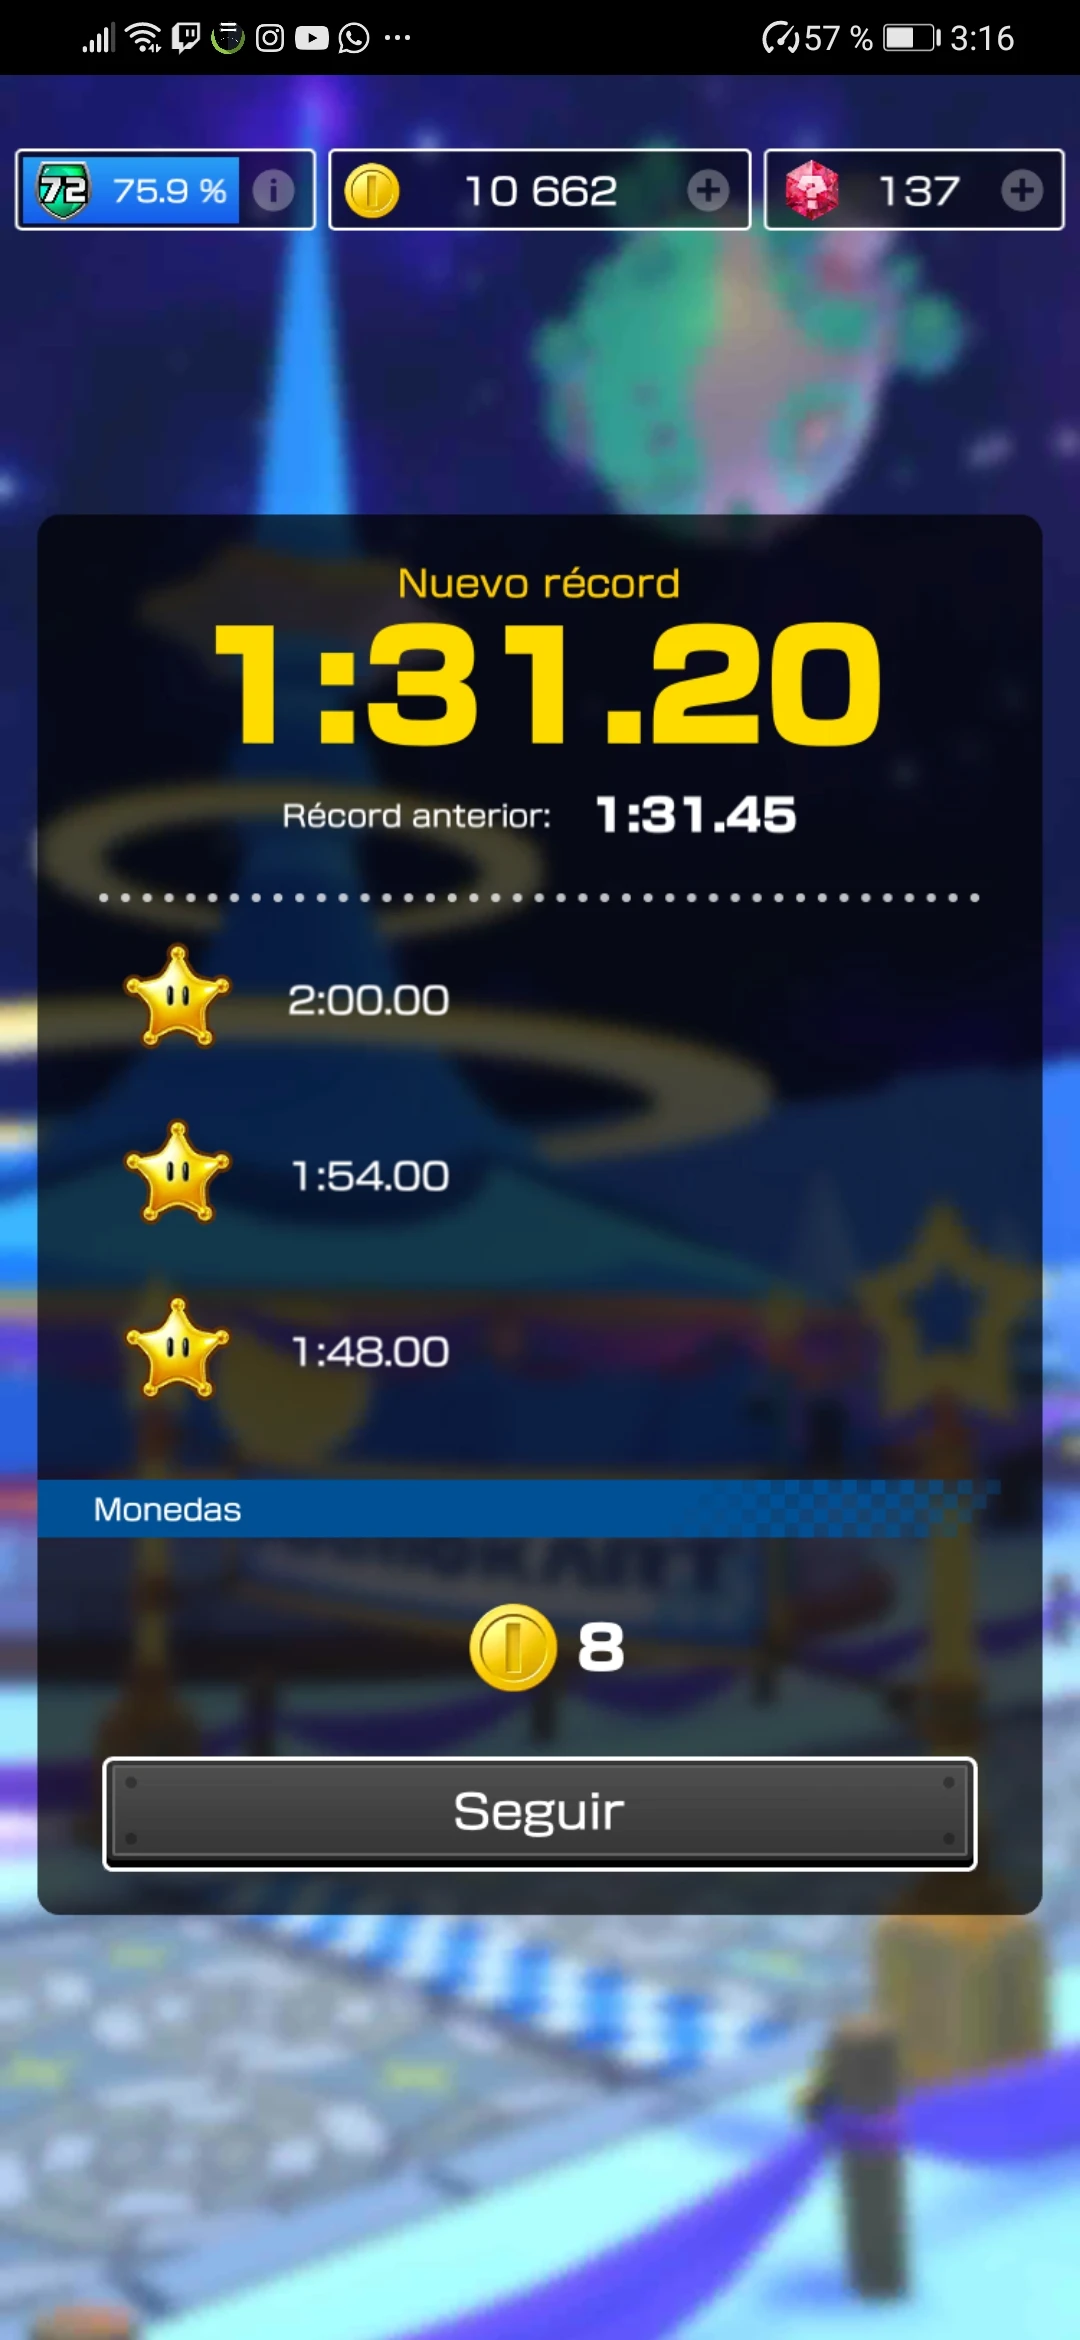 57 % 3:16
72 75.9 % i 10 662 + 137 +
Nuevo récord
1:31.20
Récord anterior: 1:31.45
2:00.00
1:54.00
1:48.00
Monedas
8
Seguir